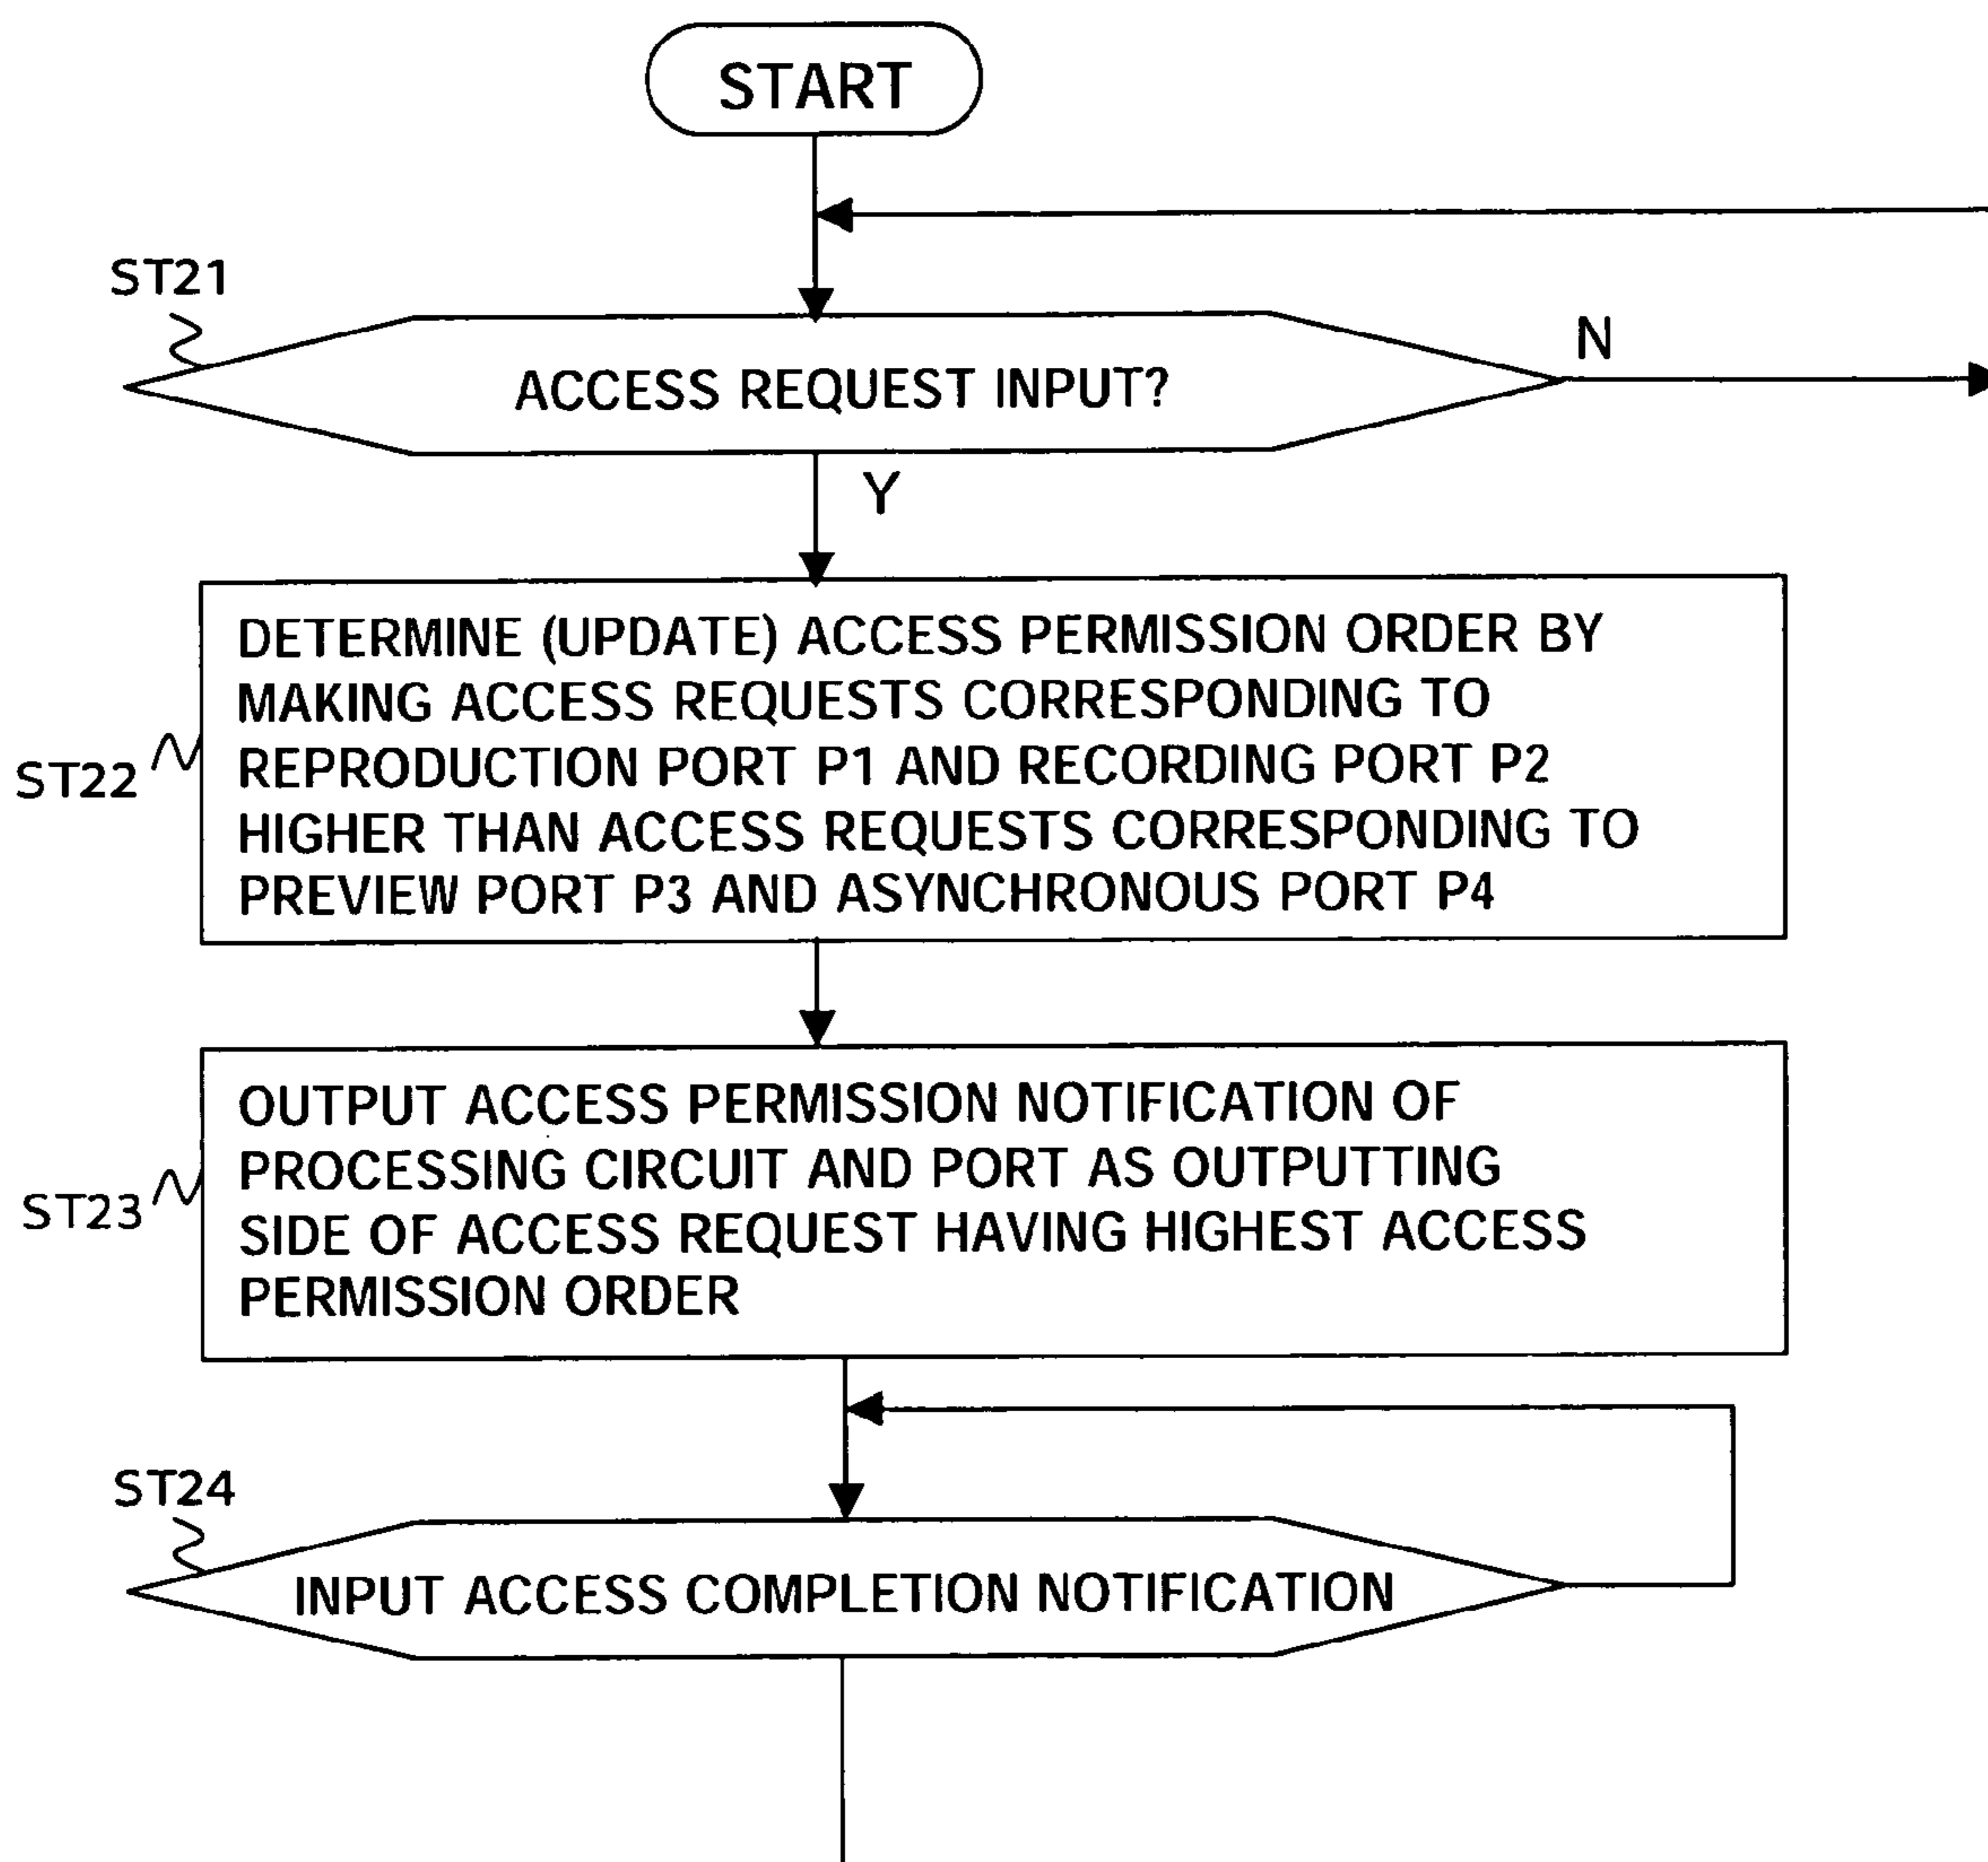 START
ST21
N
ACCESS REQUEST INPUT?
Y
DETERMINE (UPDATE) ACCESS PERMISSION ORDER BY
MAKING ACCESS REQUESTS CORRESPONDING TO
REPRODUCTION PORT P1 AND RECORDING PORT P2
HIGHER THAN ACCESS REQUESTS CORRESPONDING TO
PREVIEW PORT P3 AND ASYNCHRONOUS PORT P4
ST22
OUTPUT ACCESS PERMISSION NOTIFICATION OF
PROCESSING CIRCUIT AND PORT AS OUTPUTTING
SIDE OF ACCESS REQUEST HAVING HIGHEST ACCESS
PERMISSION ORDER
ST23
ST24
INPUT ACCESS COMPLETION NOTIFICATION